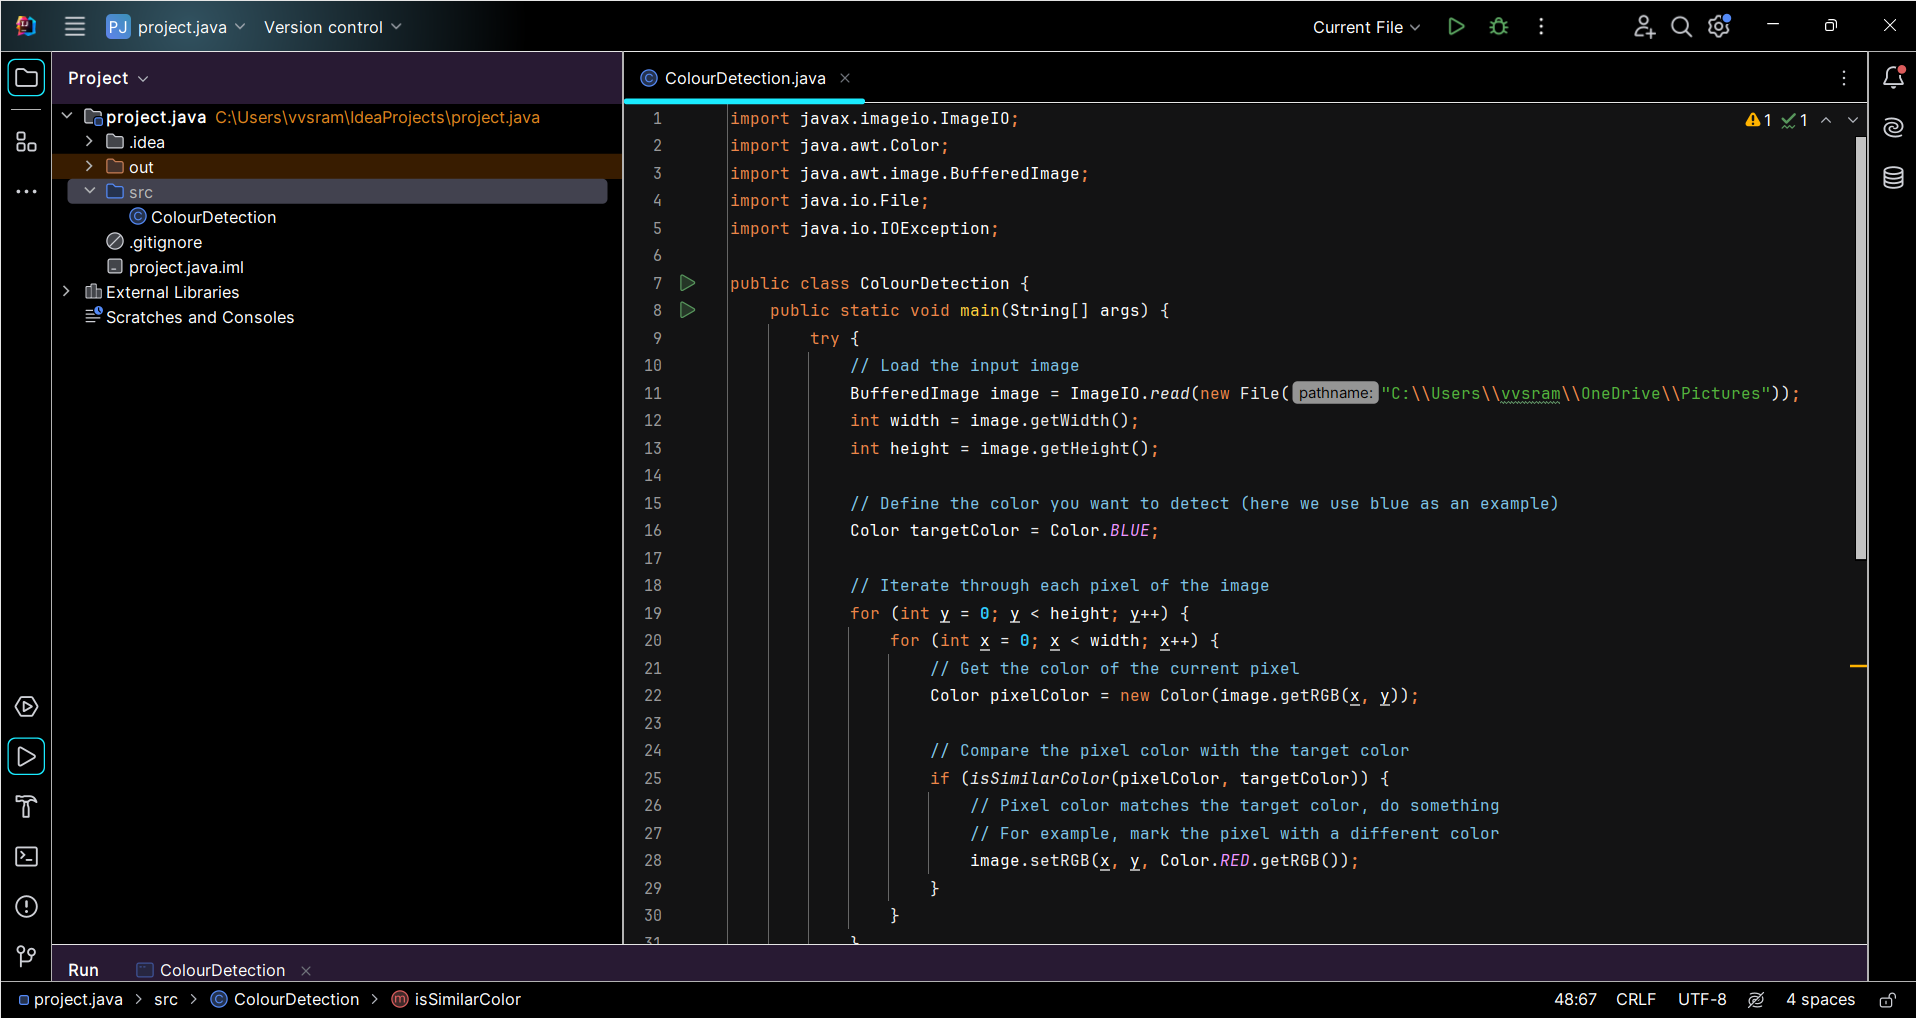 PJ project.java Version control Current File
Project
project.java C:\Users\vvsram\IdeaProjects\project.java
.idea
out
src
ColourDetection
.gitignore
project.java.iml
External Libraries
Scratches and Consoles
ColourDetection.java
1 import javax.imageio.ImageIO;
2 import java.awt.Color;
3 import java.awt.image.BufferedImage;
4 import java.io.File;
5 import java.io.IOException;
6
7 public class ColourDetection {
8 public static void main(String[] args) {
9 try {
10 // Load the input image
11 BufferedImage image = ImageIO.read(new File( pathname: "C:\\Users\\vvsram\\OneDrive\\Pictures"));
12 int width = image.getWidth();
13 int height = image.getHeight();
14
15 // Define the color you want to detect (here we use blue as an example)
16 Color targetColor = Color.BLUE;
17
18 // Iterate through each pixel of the image
19 for (int y = 0; y < height; y++) {
20 for (int x = 0; x < width; x++) {
21 // Get the color of the current pixel
22 Color pixelColor = new Color(image.getRGB(x, y));
23
24 // Compare the pixel color with the target color
25 if (isSimilarColor(pixelColor, targetColor)) {
26 // Pixel color matches the target color, do something
27 // For example, mark the pixel with a different color
28 image.setRGB(x, y, Color.RED.getRGB());
29 }
30 }
31 }
1 1
Run ColourDetection
project.java > src > ColourDetection > isSimilarColor 48:67 CRLF UTF-8 4 spaces